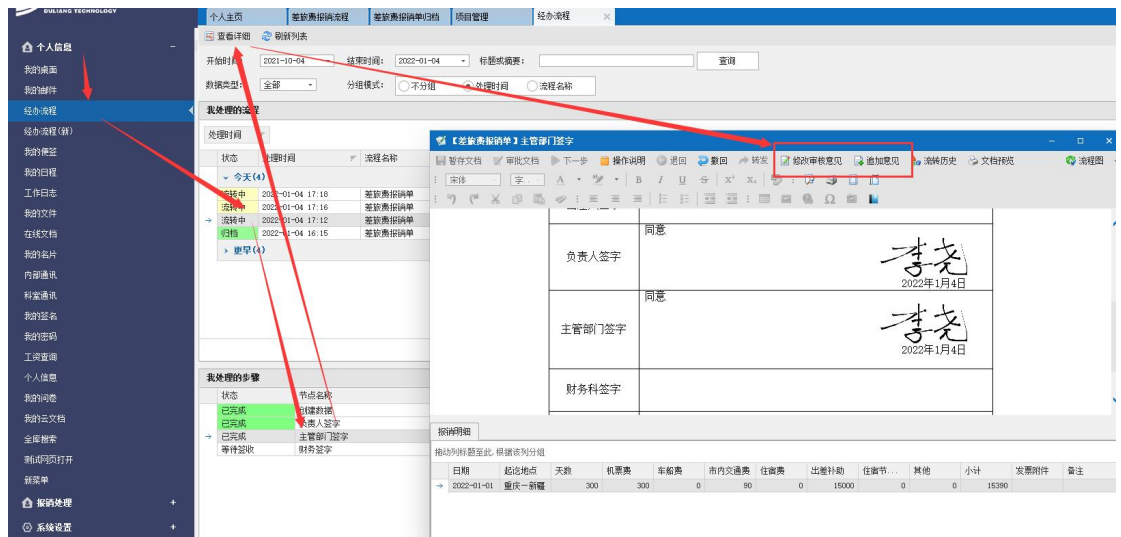 DULIANG TECHNOLOGY
个人主页 差旅费报销流程 差旅费报销单归档 项目管理 经办流程
查看详细 刷新列表
个人信息
开始时间: 2021-10-04 结束时间: 2022-01-04 标题或摘要: 查询
我的桌面
数据类型: 全部 分组模式: 不分组 处理时间 流程名称
我的邮件
经办流程
我处理的流程
经办流程(新)
处理时间
我的便签
状态 处理时间 流程名称
我的日程
今天(4)
工作日志
流转中 2022-01-04 17:18 差旅费报销单
流转中 2022-01-04 17:16 差旅费报销单
我的文件
流转中 2022-01-04 17:12 差旅费报销单
归档 2022-01-04 16:15 差旅费报销单
在线文档
更早(4)
我的名片
内部通讯
科室通讯
我的签名
我的密码
工资查询
个人信息
我处理的步骤
我的问卷
状态 节点名称
已完成 创建数据
我的云文档
已完成 负责人签字
全库搜索
已完成 主管部门签字
等待签收 财务签字
测试网页打开
新菜单
报销处理
系统设置
【差旅费报销单】主管部门签字
暂存文档 审批文档 下一步 操作说明 退回 撤回 转发 修改审核意见 追加意见 流转历史 文档预览 流程图
宋体 字.. A B I U S X² X₂
负责人签字 同意
李尧
2022年1月4日
主管部门签字 同意
李尧
2022年1月4日
财务科签字
报销明细
拖动列标题至此,根据该列分组
日期 起讫地点 天数 机票费 车船费 市内交通费 住宿费 出差补助 住宿节... 其他 小计 发票附件 备注
2022-01-01 重庆－新疆 300 300 0 90 0 15000 0 0 15390